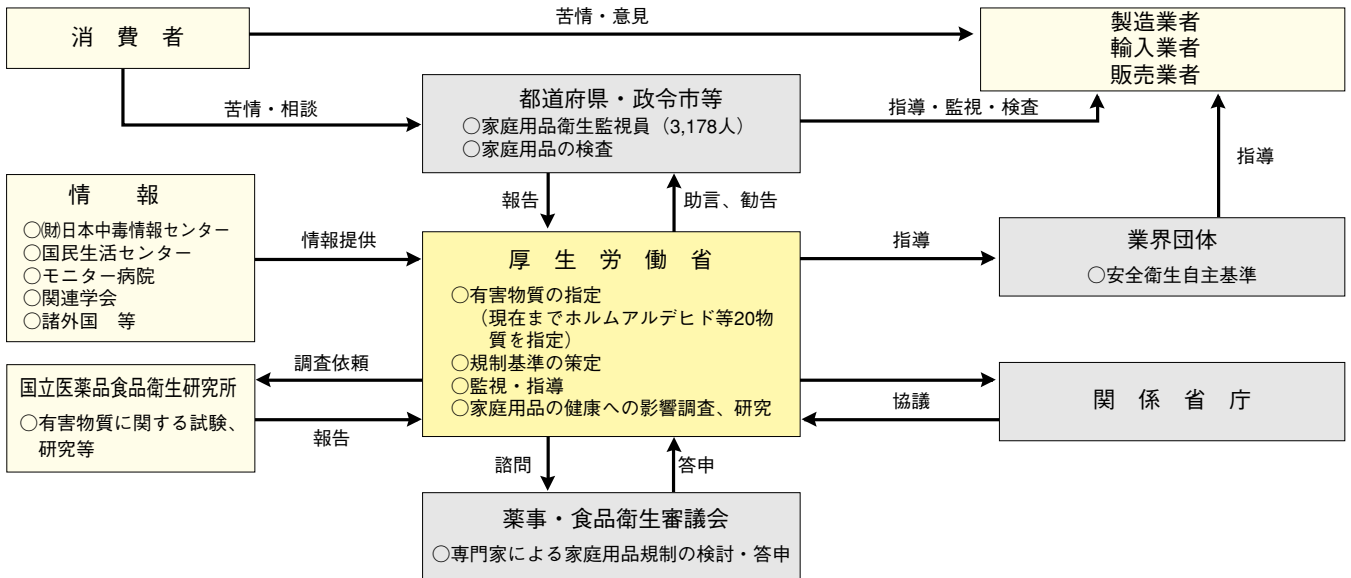 消費者
苦情・意見
製造業者
輸入業者
販売業者
苦情・相談
都道府県・政令市等
○家庭用品衛生監視員（3,178人）
○家庭用品の検査
指導・監視・検査
指導
情　報
○㈶日本中毒情報センター
○国民生活センター
○モニター病院
○関連学会
○諸外国　等
情報提供
報告
助言、勧告
厚生労働省
○有害物質の指定
（現在までホルムアルデヒド等20物
質を指定）
○規制基準の策定
○監視・指導
○家庭用品の健康への影響調査、研究
指導
業界団体
○安全衛生自主基準
調査依頼
国立医薬品食品衛生研究所
○有害物質に関する試験、
研究等
報告
協議
関係省庁
諮問
答申
薬事・食品衛生審議会
○専門家による家庭用品規制の検討・答申